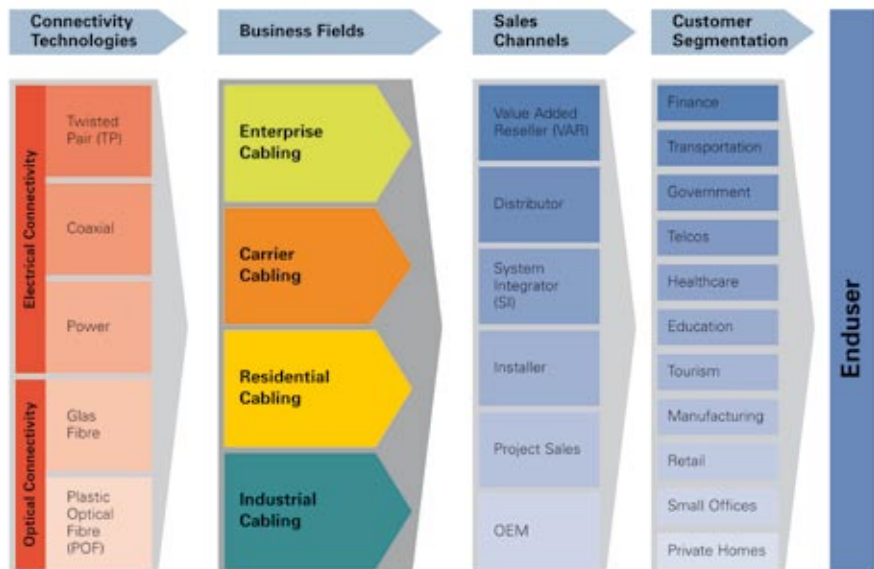 Connectivity
Technologies
Business Fields
Sales
Channels
Customer
Segmentation
Electrical Connectivity
Twisted
Pair (TP)
Coaxial
Power
Optical Connectivity
Glas
Fibre
Plastic
Optical
Fibre
(POF)
Enterprise
Cabling
Carrier
Cabling
Residential
Cabling
Industrial
Cabling
Value Added
Reseller (VAR)
Distributor
System
Integrator
(SI)
Installer
Project Sales
OEM
Finance
Transportation
Government
Telcos
Healthcare
Education
Tourism
Manufacturing
Retail
Small Offices
Private Homes
Enduser